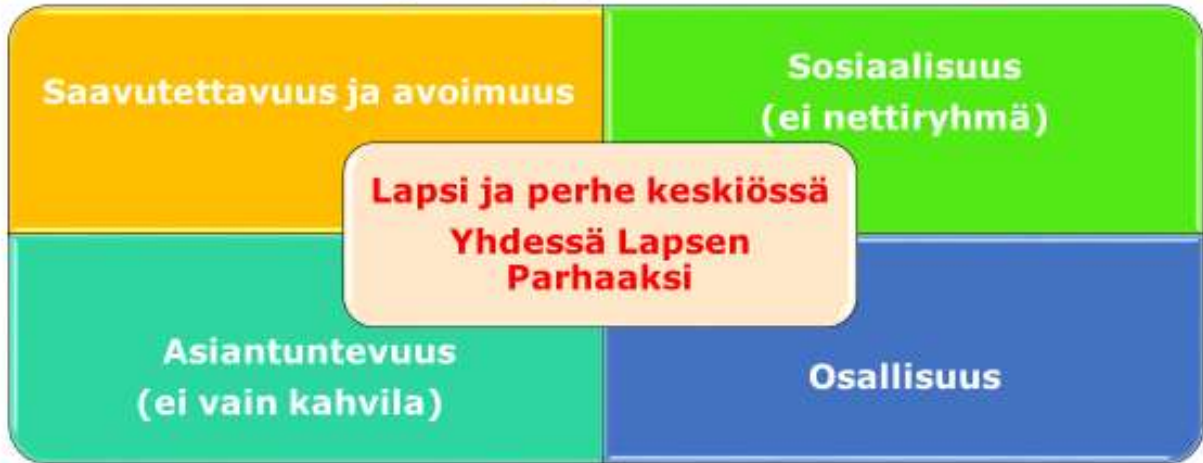 Saavutettavuus ja avoimuus
Sosiaalisuus
(ei nettiryhmä)
Lapsi ja perhe keskiössä
Yhdessä Lapsen
Parhaaksi
Asiantuntevuus
(ei vain kahvila)
Osallisuus